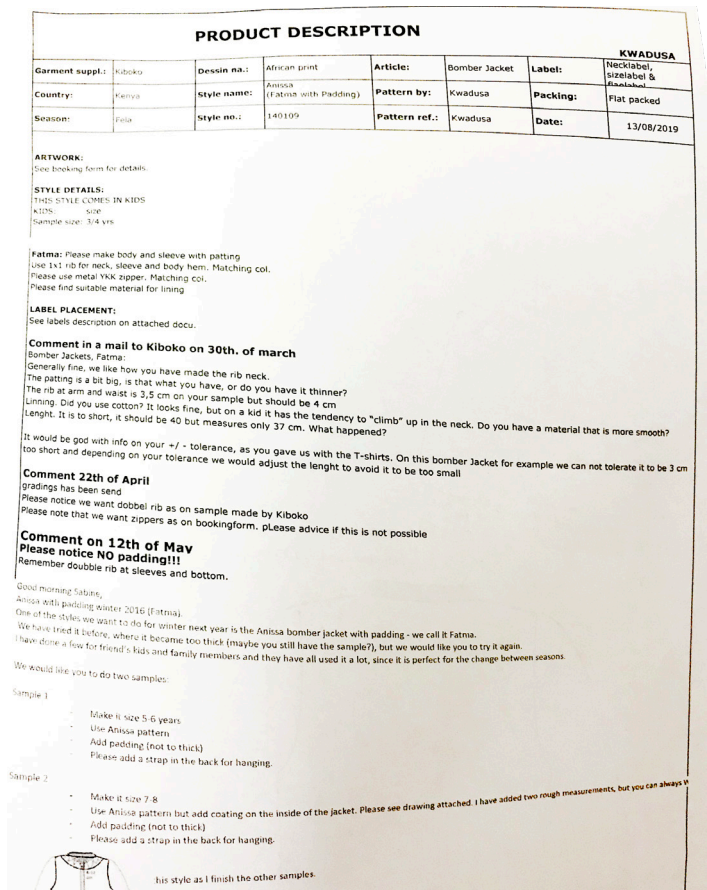 PRODUCT DESCRIPTION
KWADUSA
Garment suppl.: Kiboko Dessin na.: African print Article: Bomber Jacket Label: Necklabel, sizelabel &
Country: Kenya Style name: Anissa (Fatma with Padding) Pattern by: Kwadusa Packing: Flat packed
Season: Fela Style no.: 140109 Pattern ref.: Kwadusa Date: 13/08/2019
ARTWORK:
See booking form for details.
STYLE DETAILS:
THIS STYLE COMES IN KIDS
KIDS: size
Sample size: 3/4 yrs
Fatma: Please make body and sleeve with patting
Use 1x1 rib for neck, sleeve and body hem. Matching col.
Please use metal YKK zipper. Matching col.
Please find suitable material for lining
LABEL PLACEMENT:
See labels description on attached docu.
Comment in a mail to Kiboko on 30th. of march
Bomber Jackets, Fatma:
Generally fine, we like how you have made the rib neck.
The patting is a bit big, is that what you have, or do you have it thinner?
The rib at arm and waist is 3,5 cm on your sample but should be 4 cm
Linning. Did you use cotton? It looks fine, but on a kid it has the tendency to "climb" up in the neck. Do you have a material that is more smooth?
Lenght. It is to short, it should be 40 but measures only 37 cm. What happened?
It would be god with info on your +/ - tolerance, as you gave us with the T-shirts. On this bomber Jacket for example we can not tolerate it to be 3 cm
too short and depending on your tolerance we would adjust the lenght to avoid it to be too small
Comment 22th of April
gradings has been send
Please notice we want dobbel rib as on sample made by Kiboko
Please note that we want zippers as on bookingform. pLease advice if this is not possible
Comment on 12th of May
Please notice NO padding!!!
Remember doubble rib at sleeves and bottom.
Good morning Sabine,
Anissa with padding winter 2016 (Fatma).
One of the styles we want to do for winter next year is the Anissa bomber jacket with padding - we call it Fatma.
We have tried it before, where it became too thick (maybe you still have the sample?), but we would like you to try it again.
I have done a few for friend's kids and family members and they have all used it a lot, since it is perfect for the change between seasons.
We would like you to do two samples:
Sample 1
- Make it size 5-6 years
- Use Anissa pattern
- Add padding (not to thick)
- Please add a strap in the back for hanging.
Sample 2
- Make it size 7-8
- Use Anissa pattern but add coating on the inside of the jacket. Please see drawing attached. I have added two rough measurements, but you can always
- Add padding (not to thick)
- Please add a strap in the back for hanging.
his style as I finish the other samples.